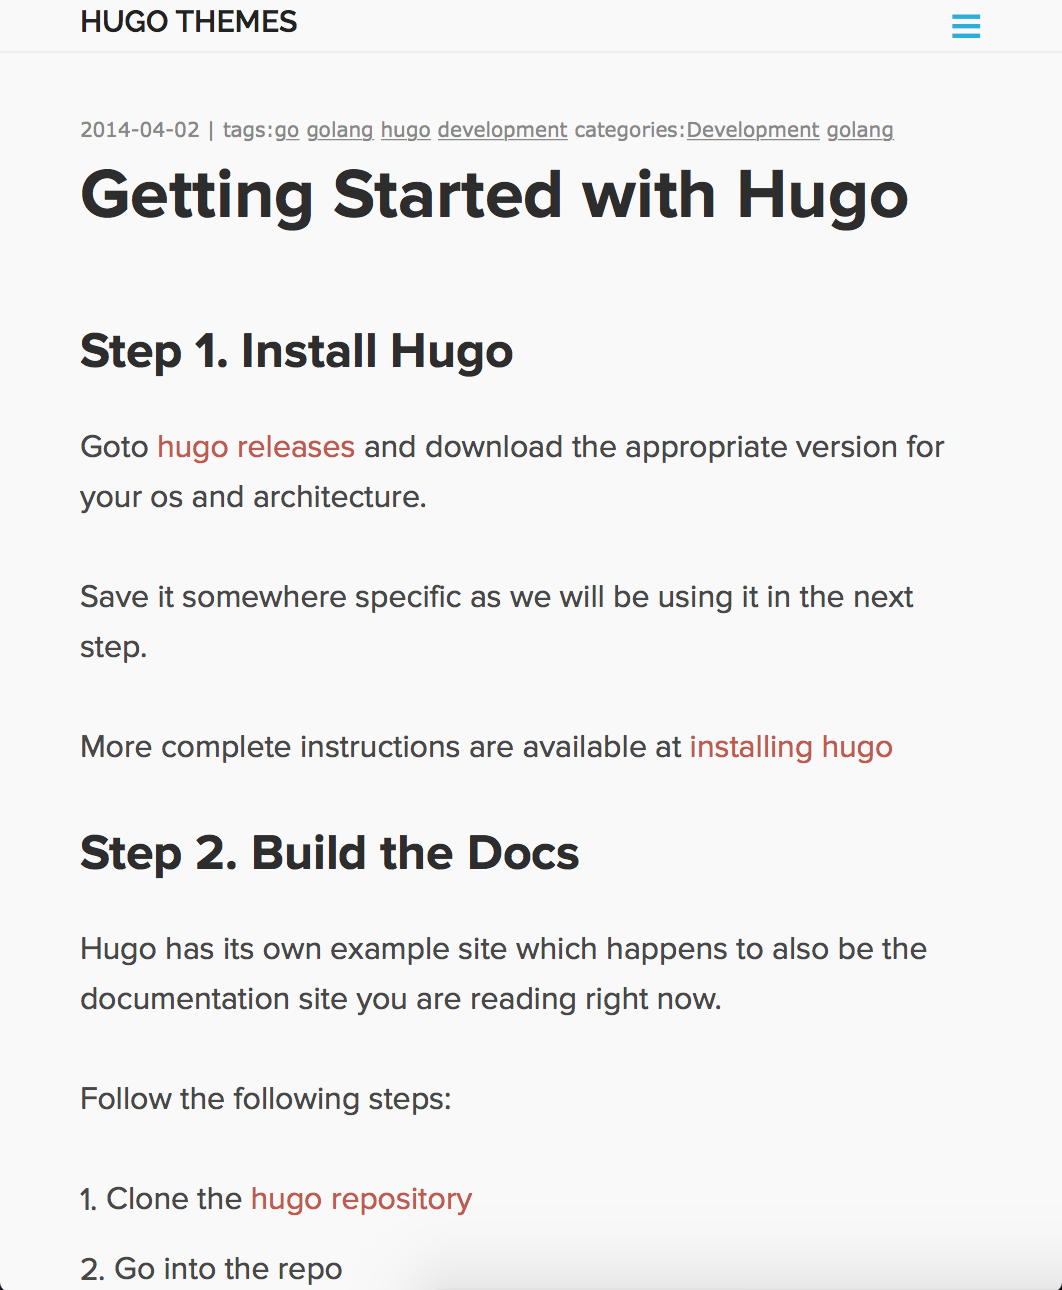 HUGO THEMES
2014-04-02 | tags:go golang hugo development categories:Development golang
Getting Started with Hugo
Step 1. Install Hugo
Goto hugo releases and download the appropriate version for
your os and architecture.
Save it somewhere specific as we will be using it in the next
step.
More complete instructions are available at installing hugo
Step 2. Build the Docs
Hugo has its own example site which happens to also be the
documentation site you are reading right now.
Follow the following steps:
1. Clone the hugo repository
2. Go into the repo